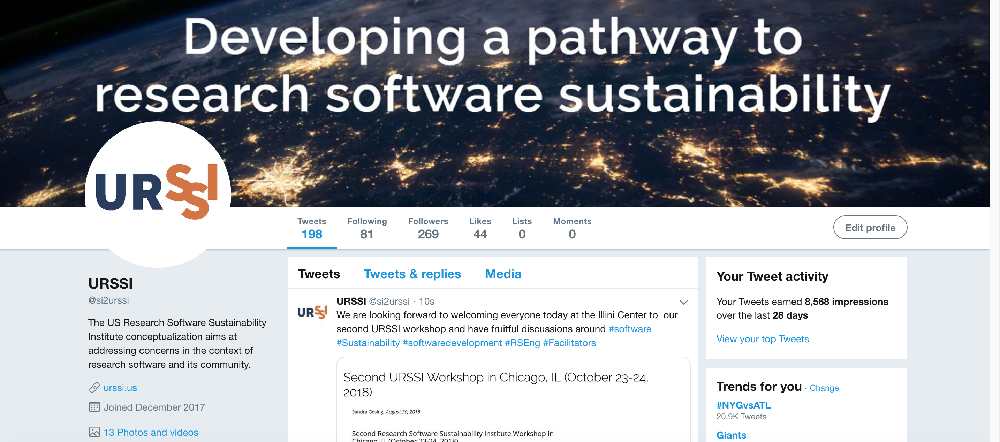 Developing a pathway to
research software sustainability
URSSI
Tweets
198
Following
81
Followers
269
Likes
44
Lists
0
Moments
0
Edit profile
URSSI
@si2urssi
The US Research Software Sustainability
Institute conceptualization aims at
addressing concerns in the context of
research software and its community.
urssi.us
Joined December 2017
13 Photos and videos
Tweets
Tweets & replies
Media
URSSI
URSSI @si2urssi · 10s
We are looking forward to welcoming everyone today at the Illini Center to  our
second URSSI workshop and have fruitful discussions around #software
#Sustainability #softwaredevelopment #RSEng #Facilitators
Second URSSI Workshop in Chicago, IL (October 23-24,
2018)
Sandra Gesing, August 30, 2018
Second Research Software Sustainability Institute Workshop in
Chicago, IL (October 23-24, 2018)
Your Tweet activity
Your Tweets earned 8,568 impressions
over the last 28 days
View your top Tweets
Trends for you · Change
#NYGvsATL
20.9K Tweets
Giants